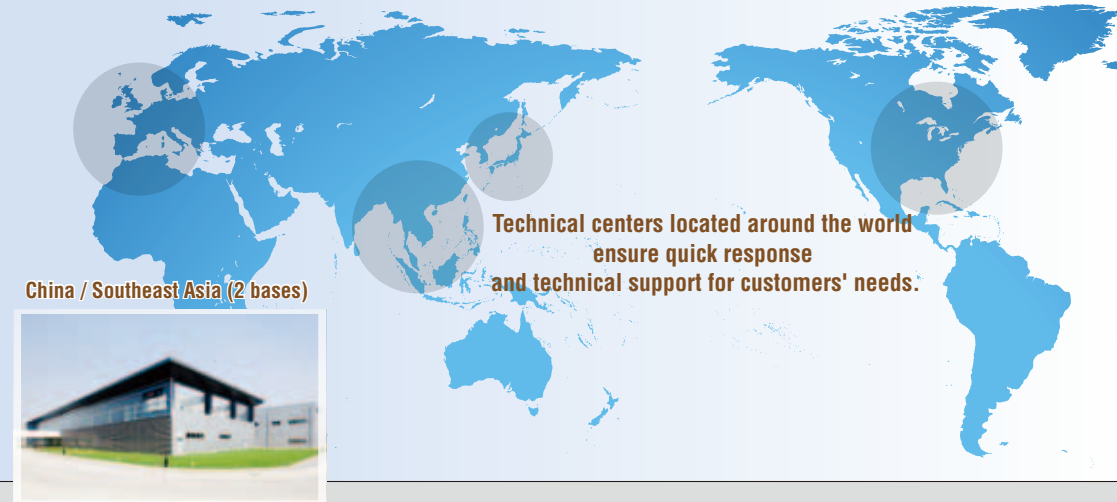 Technical centers located around the world
ensure quick response
and technical support for customers' needs.
China / Southeast Asia (2 bases)